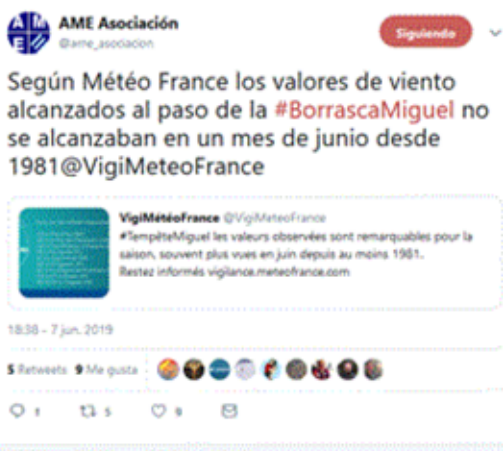 AME Asociación
@ame_asociacion
Siguiendo
Según Météo France los valores de viento
alcanzados al paso de la #BorrascaMiguel no
se alcanzaban en un mes de junio desde
1981@VigiMeteoFrance
VigiMétéoFrance @VigiMeteoFrance
#TempêteMiguel les valeurs observées sont remarquables pour la
saison, souvent plus vues en juin depuis au moins 1981.
Restez informés vigilance.meteofrance.com
18:38 - 7 jun. 2019
5 Retweets 9 Me gusta
1 5 9